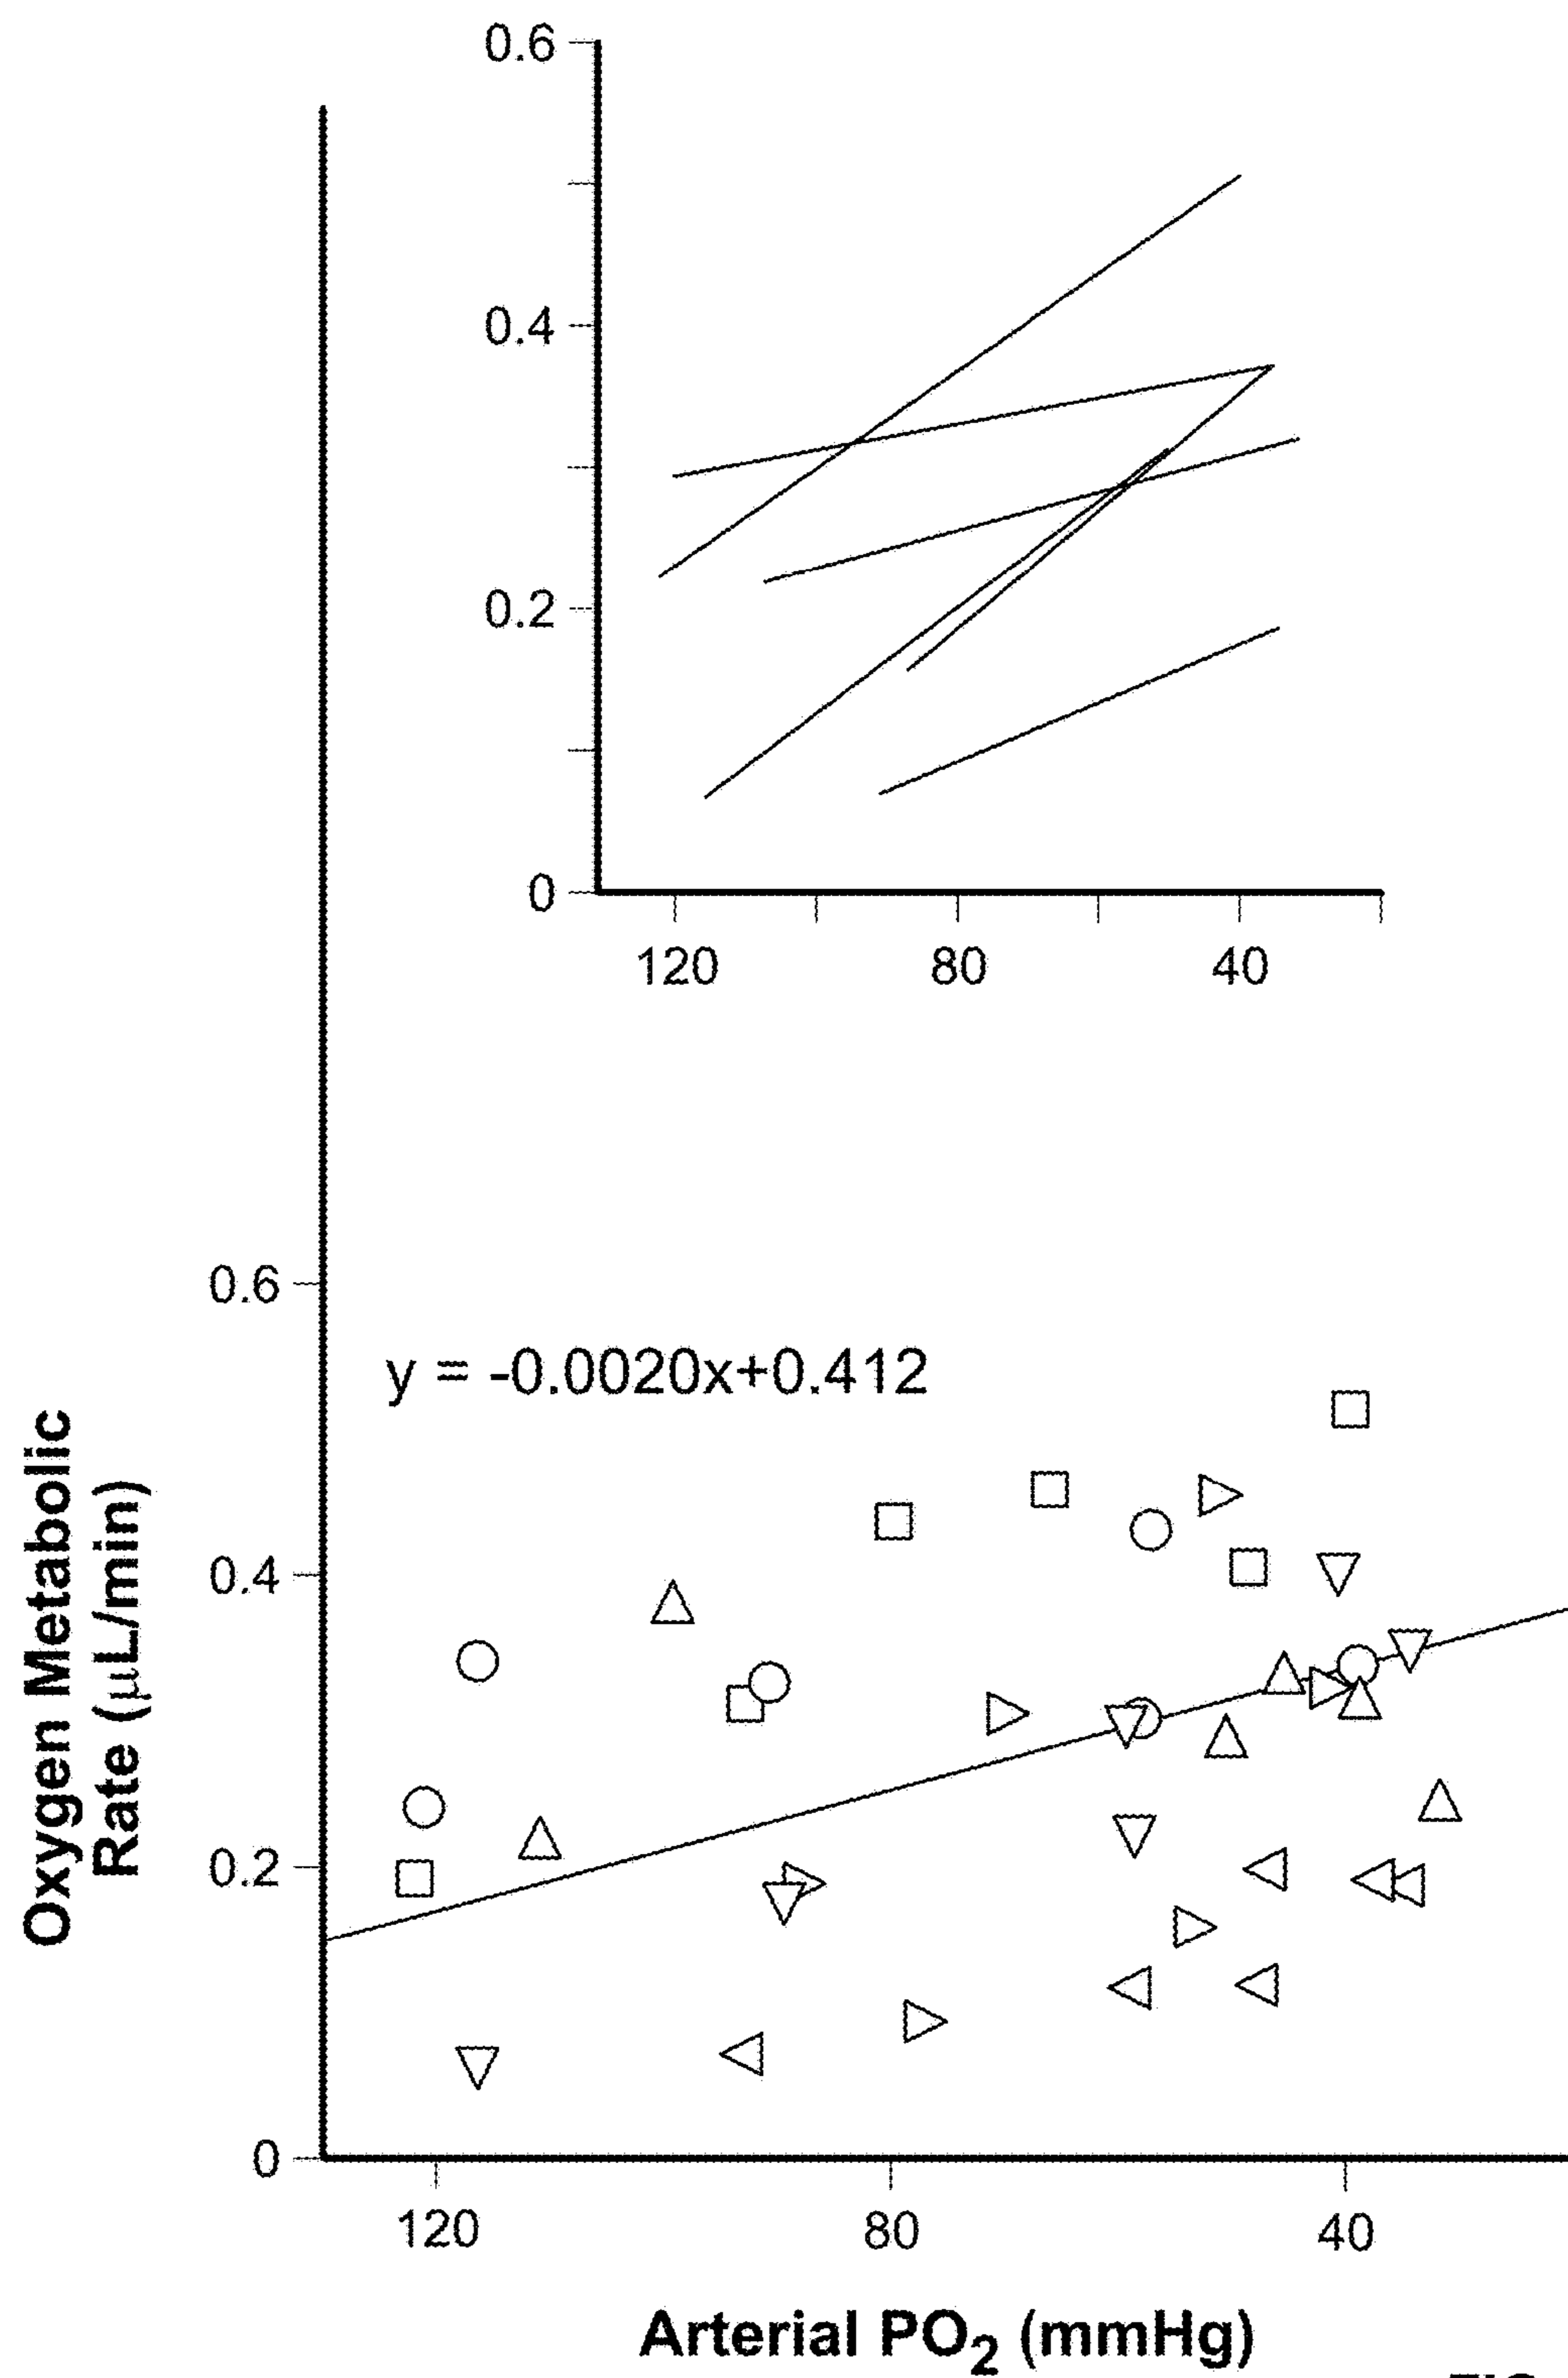 0.6
0.4
0.2
0
120 80 40
0.6
y = -0.0020x+0.412
0.4
0.2
0
Oxygen Metabolic
Rate (µL/min)
120 80 40
Arterial PO2 (mmHg)